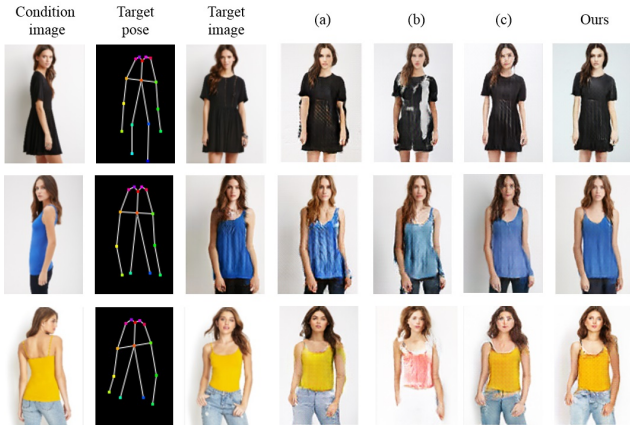 Condition image
Target pose
Target image
(a)
(b)
(c)
Ours